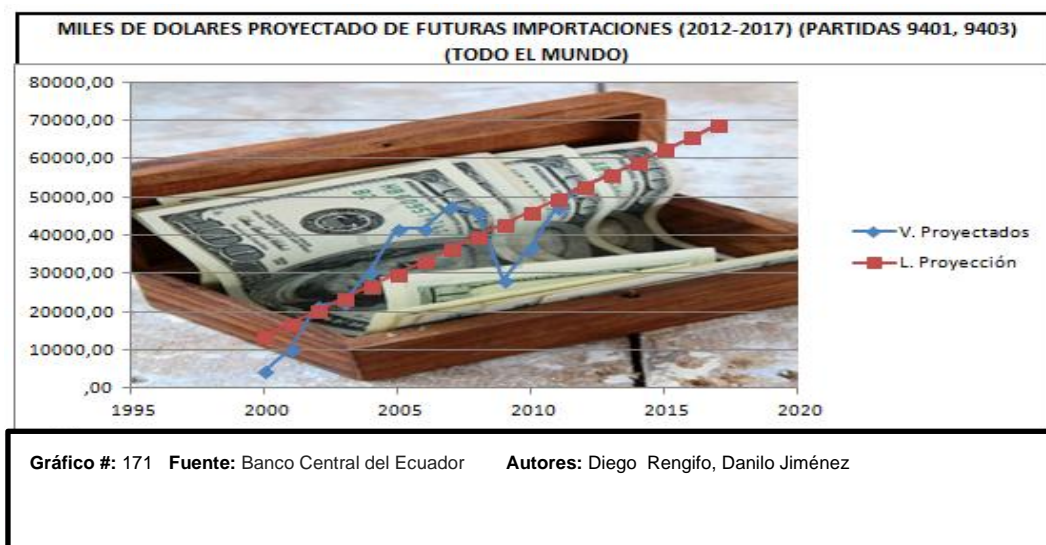 MILES DE DOLARES PROYECTADO DE FUTURAS IMPORTACIONES (2012-2017) (PARTIDAS 9401, 9403)
(TODO EL MUNDO)
80000,00
70000,00
60000,00
50000,00
40000,00
30000,00
20000,00
10000,00
,00
1995 2000 2005 2010 2015 2020
V. Proyectados
L. Proyección
Gráfico #: 171 Fuente: Banco Central del Ecuador Autores: Diego Rengifo, Danilo Jiménez